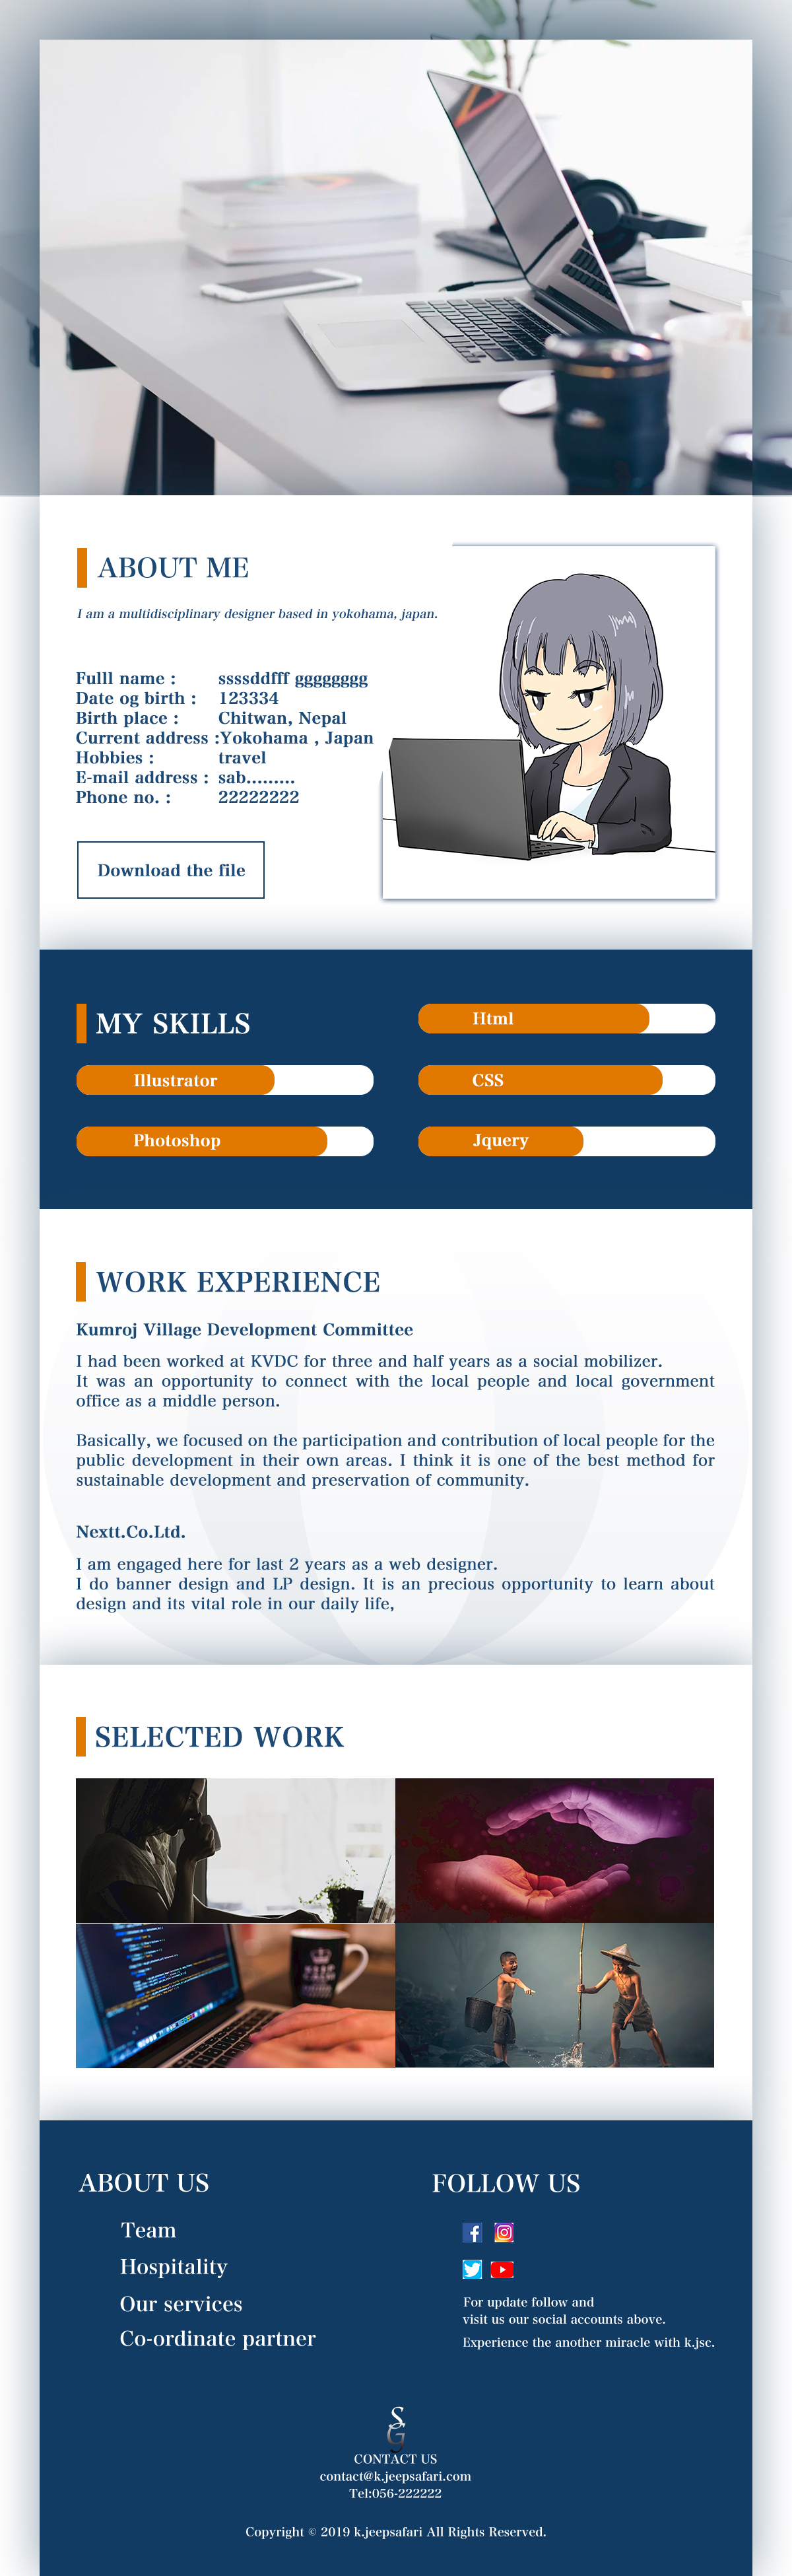 ABOUT ME
I am a multidisciplinary designer based in yokohama, japan.
Fulll name : ssssddfff gggggggg
Date og birth : 123334
Birth place : Chitwan, Nepal
Current address :Yokohama , Japan
Hobbies : travel
E-mail address : sab.........
Phone no. : 22222222
Download the file
MY SKILLS
Illustrator
Photoshop
Html
CSS
Jquery
WORK EXPERIENCE
Kumroj Village Development Committee
I had been worked at KVDC for three and half years as a social mobilizer.
It was an opportunity to connect with the local people and local government
office as a middle person.
Basically, we focused on the participation and contribution of local people for the
public development in their own areas. I think it is one of the best method for
sustainable development and preservation of community.
Nextt.Co.Ltd.
I am engaged here for last 2 years as a web designer.
I do banner design and LP design. It is an precious opportunity to learn about
design and its vital role in our daily life,
SELECTED WORK
ABOUT US
Team
Hospitality
Our services
Co-ordinate partner
FOLLOW US
For update follow and
visit us our social accounts above.
Experience the another miracle with k.jsc.
S
G
CONTACT US
contact@k.jeepsafari.com
Tel:056-222222
Copyright © 2019 k.jeepsafari All Rights Reserved.